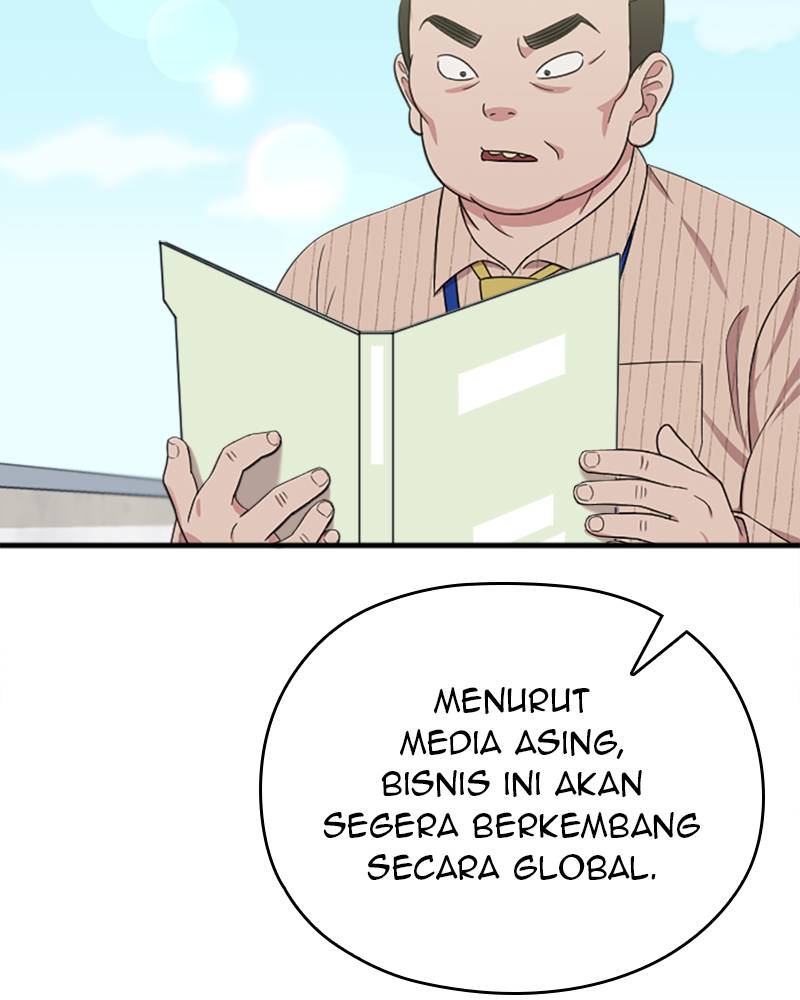 MENURUT
MEDIA ASING,
BISNIS INI AKAN
SEGERA BERKEMBANG
SECARA GLOBAL.